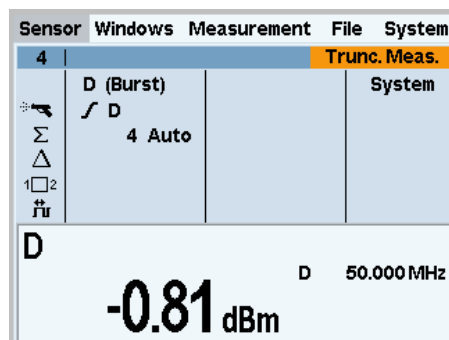 Sensor Windows Measurement File System
4 Trunc. Meas.
D (Burst) System
D
Σ 4 Auto
Δ
1 2
D
D 50.000 MHz
-0.81 dBm